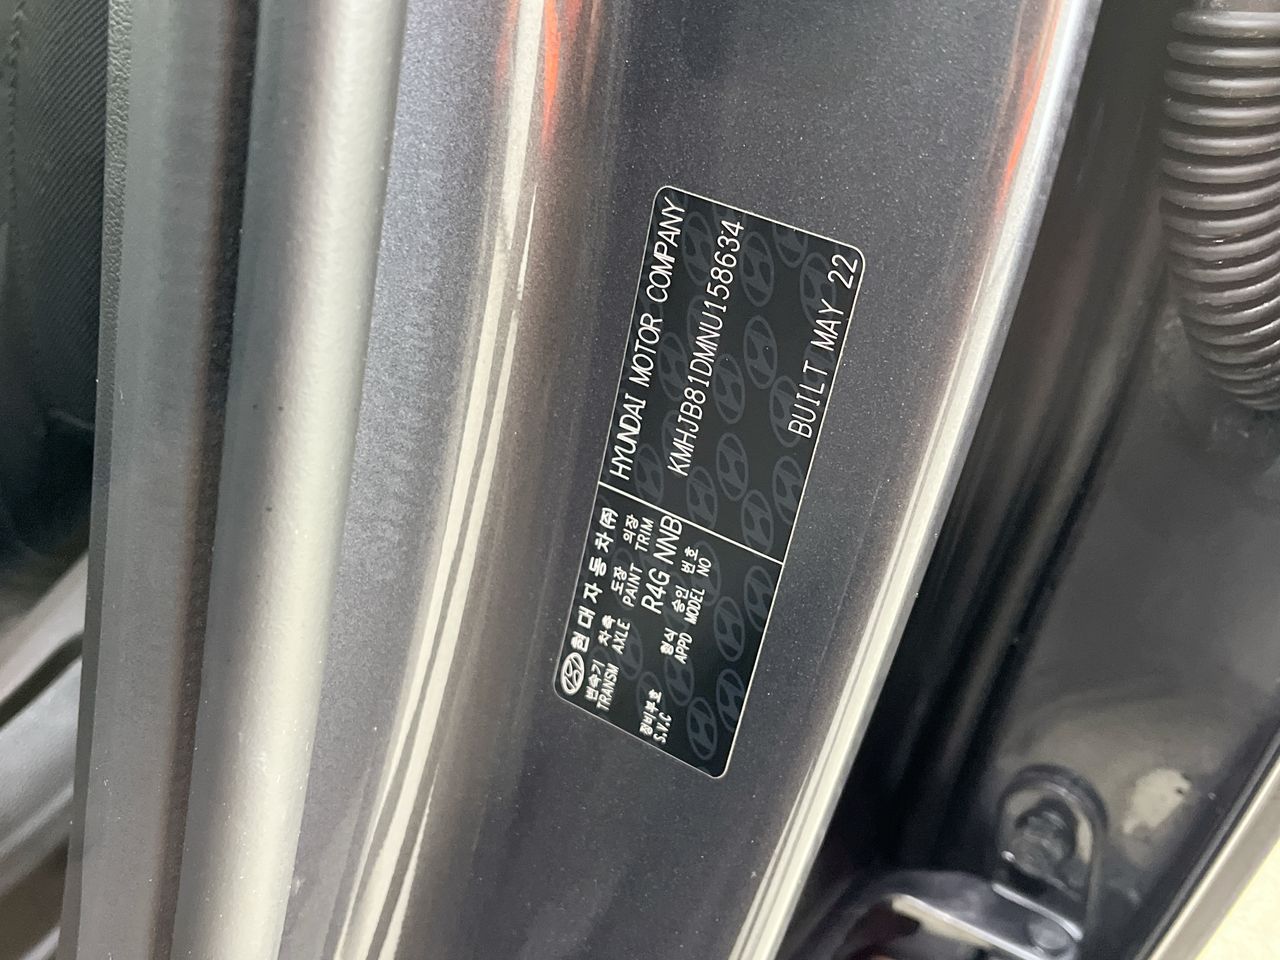 현대자동차㈜ HYUNDAI MOTOR COMPANY
변속기 차축 도장 의장
TRANSM AXLE PAINT TRIM
R4G NNB
KMHJB81DMNU158634
장비부호 형식 승인 번호
S.V.C APPD MODEL NO
BUILT MAY 22